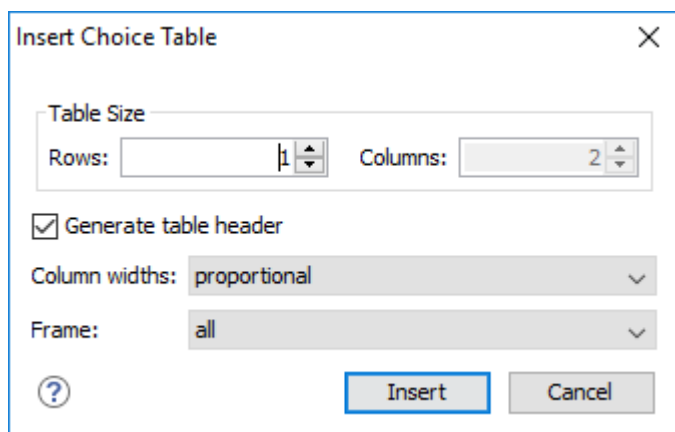 Insert Choice Table
Table Size
Rows: 1 Columns: 2
Generate table header
Column widths: proportional
Frame: all
? Insert Cancel